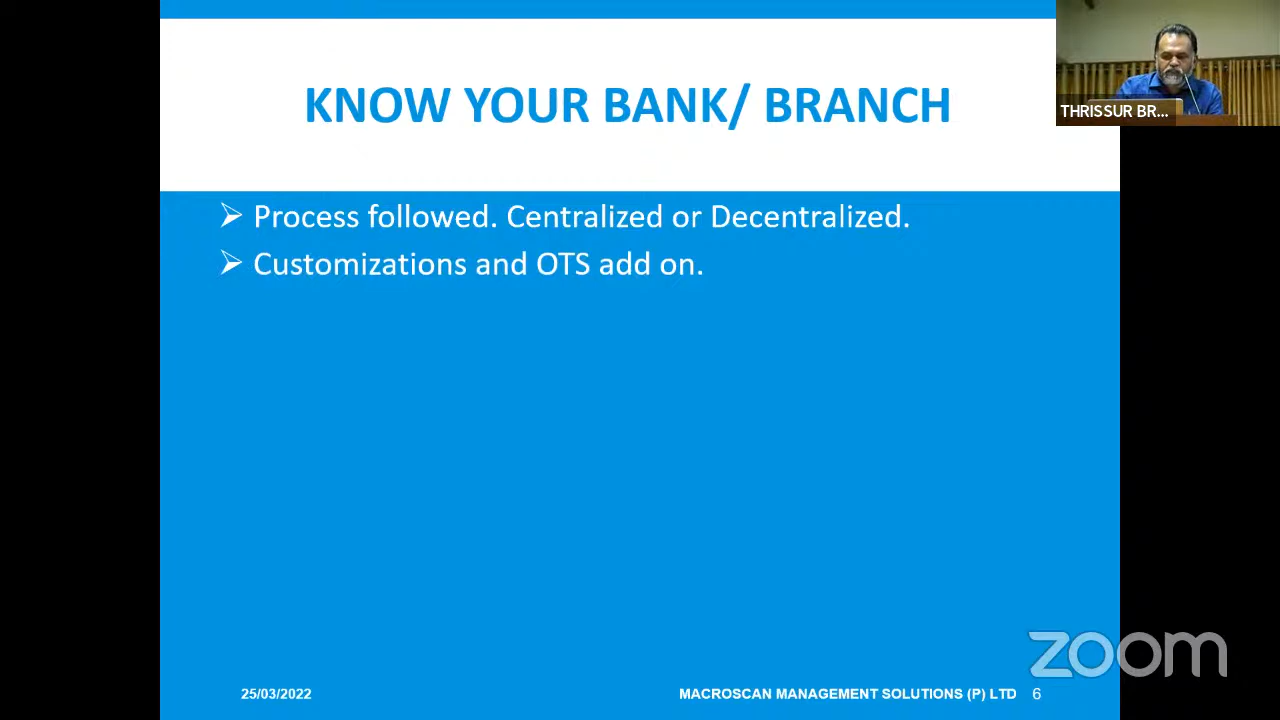 KNOW YOUR BANK/ BRANCH
THRISSUR BR...
➢ Process followed. Centralized or Decentralized.
➢ Customizations and OTS add on.
zoom
25/03/2022
MACROSCAN MANAGEMENT SOLUTIONS (P) LTD
6